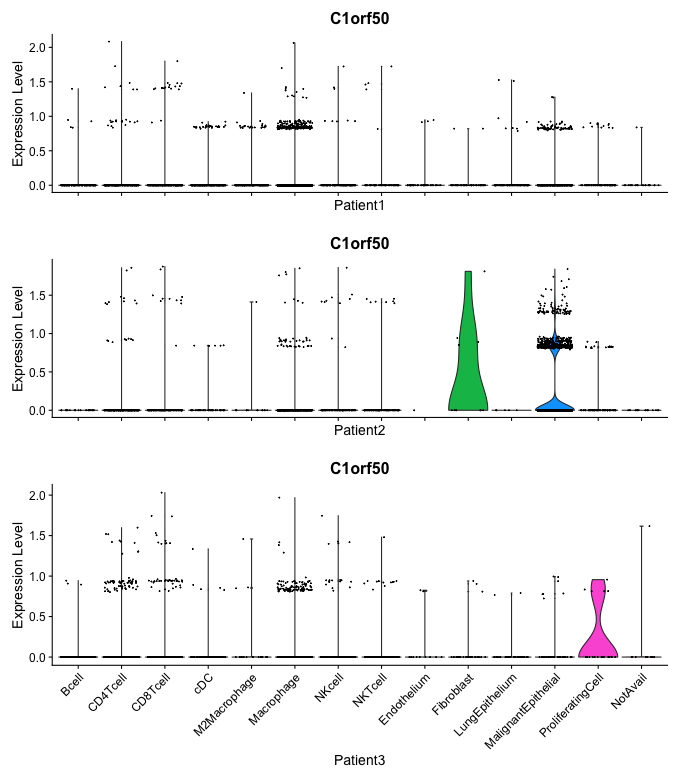 C1orf50
Expression Level
2.0
1.5
1.0
0.5
0.0
Patient1
C1orf50
Expression Level
1.5
1.0
0.5
0.0
Patient2
C1orf50
Expression Level
2.0
1.5
1.0
0.5
0.0
Bcell
CD4Tcell
CD8Tcell
cDC
M2Macrophage
Macrophage
NKcell
NKTcell
Endothelium
Fibroblast
LungEpithelium
MalignantEpithelial
ProliferatingCell
NotAvail
Patient3